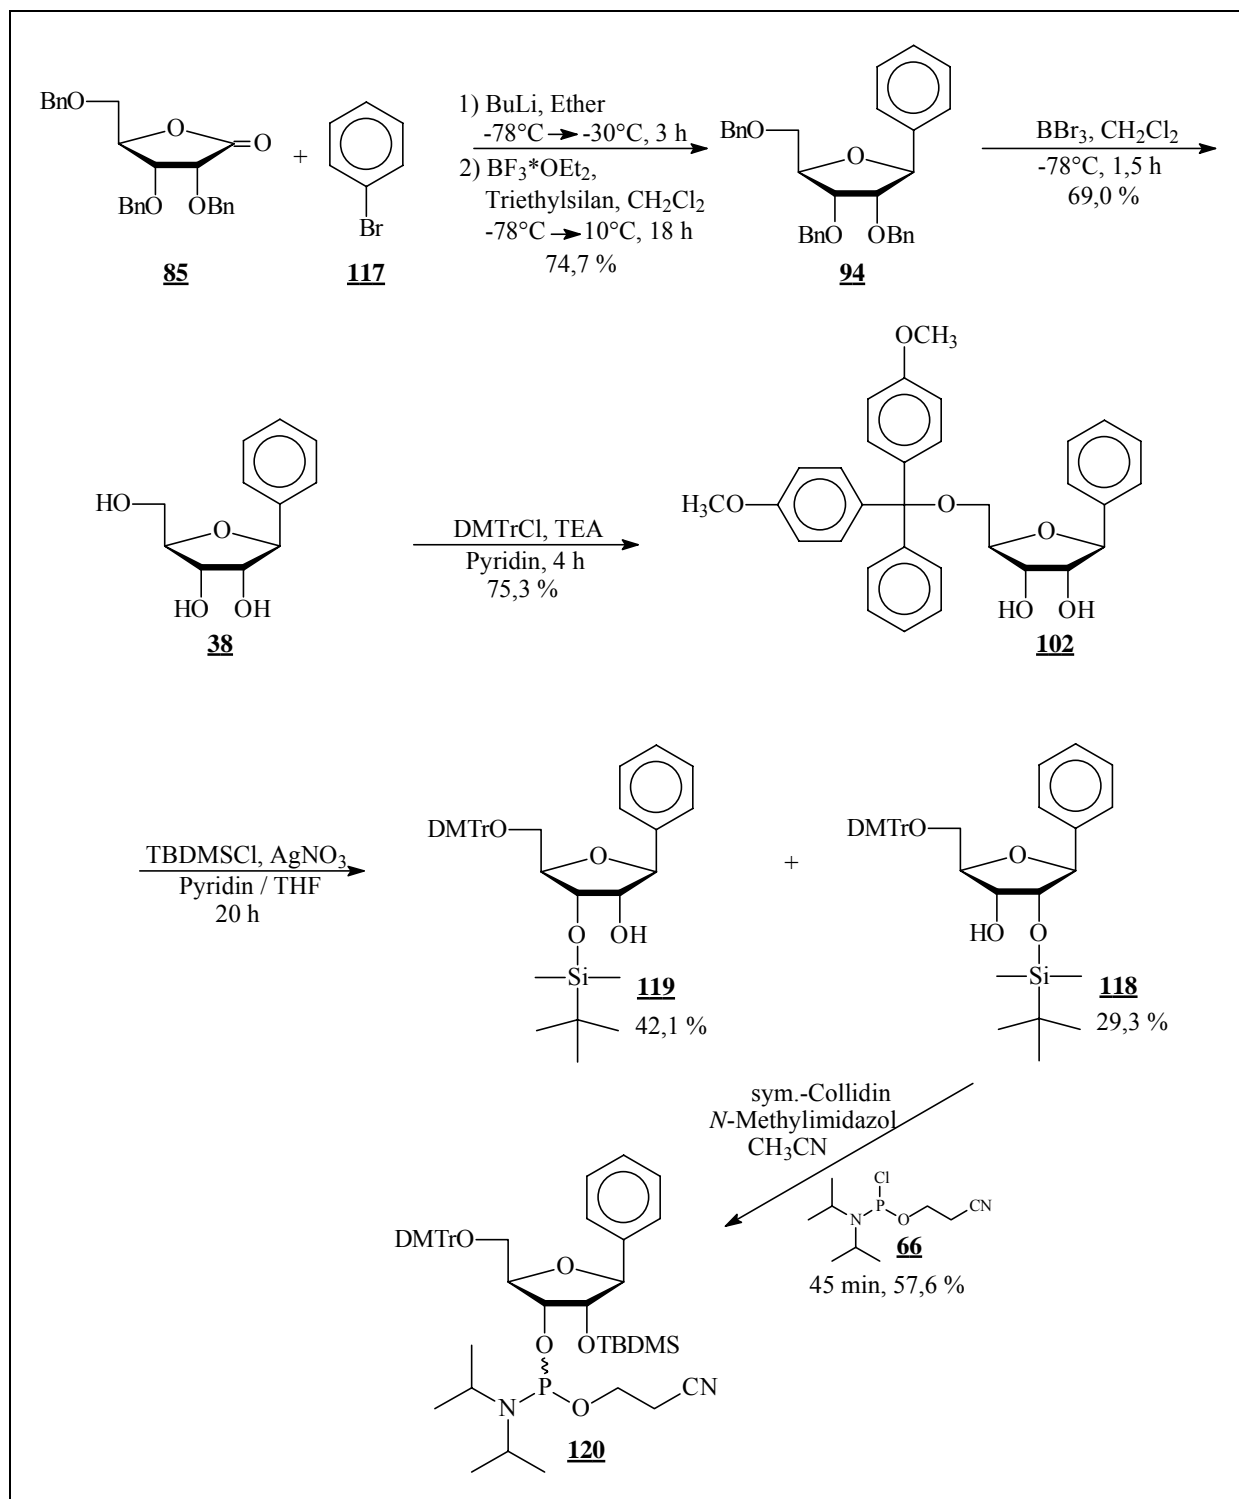 BnO
O
O
BnO OBn
85
+
Br
117
1) BuLi, Ether
-78°C → -30°C, 3 h
2) BF3*OEt2,
Triethylsilan, CH2Cl2
-78°C → 10°C, 18 h
74,7 %
BnO
O
BnO OBn
94
BBr3, CH2Cl2
-78°C, 1,5 h
69,0 %
HO
O
HO OH
38
DMTrCl, TEA
Pyridin, 4 h
75,3 %
OCH3
H3CO
O
O
HO OH
102
TBDMSCl, AgNO3
Pyridin / THF
20 h
DMTrO
O
O OH
Si
119
42,1 %
+
DMTrO
O
HO O
Si
118
29,3 %
sym.-Collidin
N-Methylimidazol
CH3CN
Cl
N P O CN
66
45 min, 57,6 %
DMTrO
O
O OTBDMS
N P O CN
120